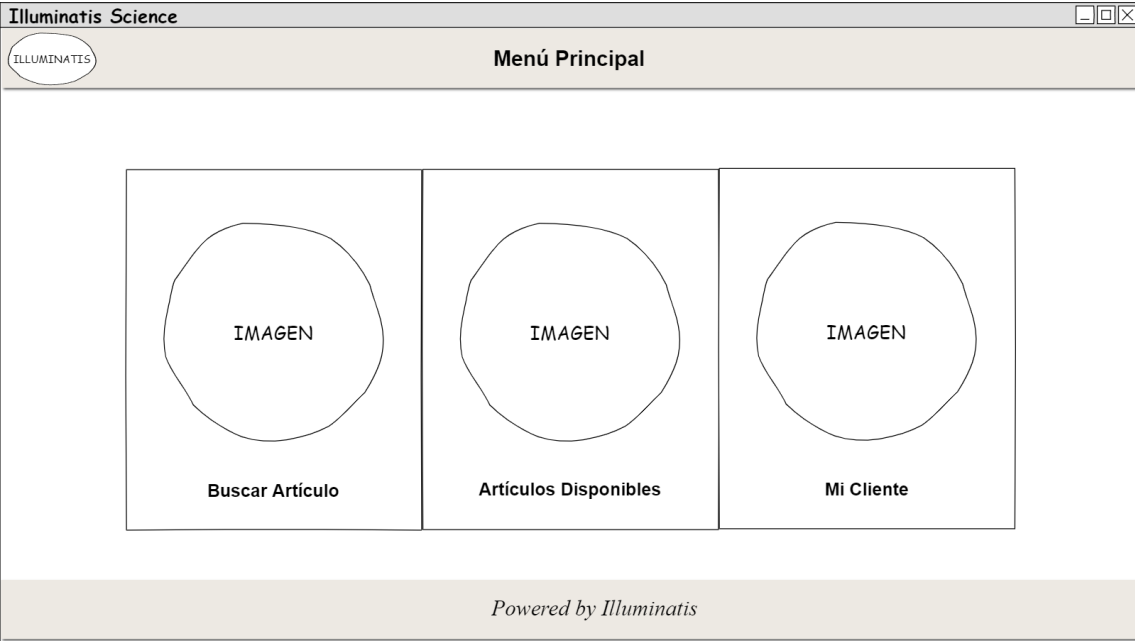 Illuminatis Science
ILLUMINATIS
Menú Principal
IMAGEN
IMAGEN
IMAGEN
Buscar Artículo
Artículos Disponibles
Mi Cliente
Powered by Illuminatis